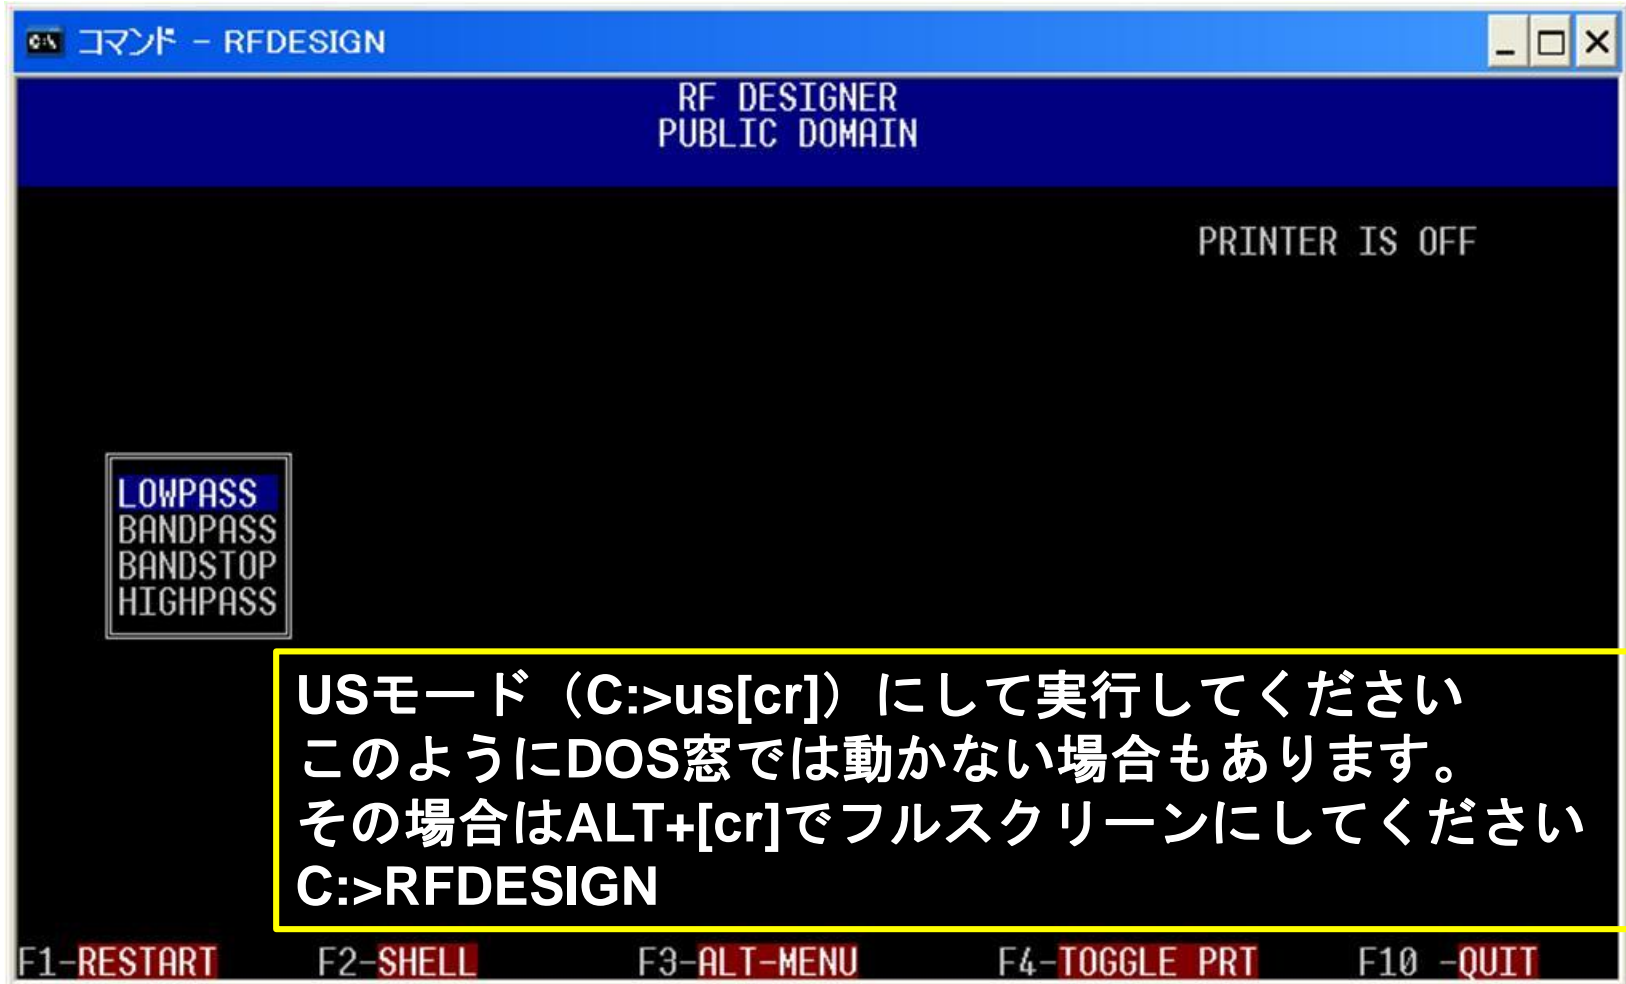 コマンド - RFDESIGN
RF DESIGNER
PUBLIC DOMAIN
PRINTER IS OFF
LOWPASS
BANDPASS
BANDSTOP
HIGHPASS
USモード（C:>us[cr]）にして実行してください
このようにDOS窓では動かない場合もあります。
その場合はALT+[cr]でフルスクリーンにしてください
C:>RFDESIGN
F1-RESTART F2-SHELL F3-ALT-MENU F4-TOGGLE PRT F10 -QUIT